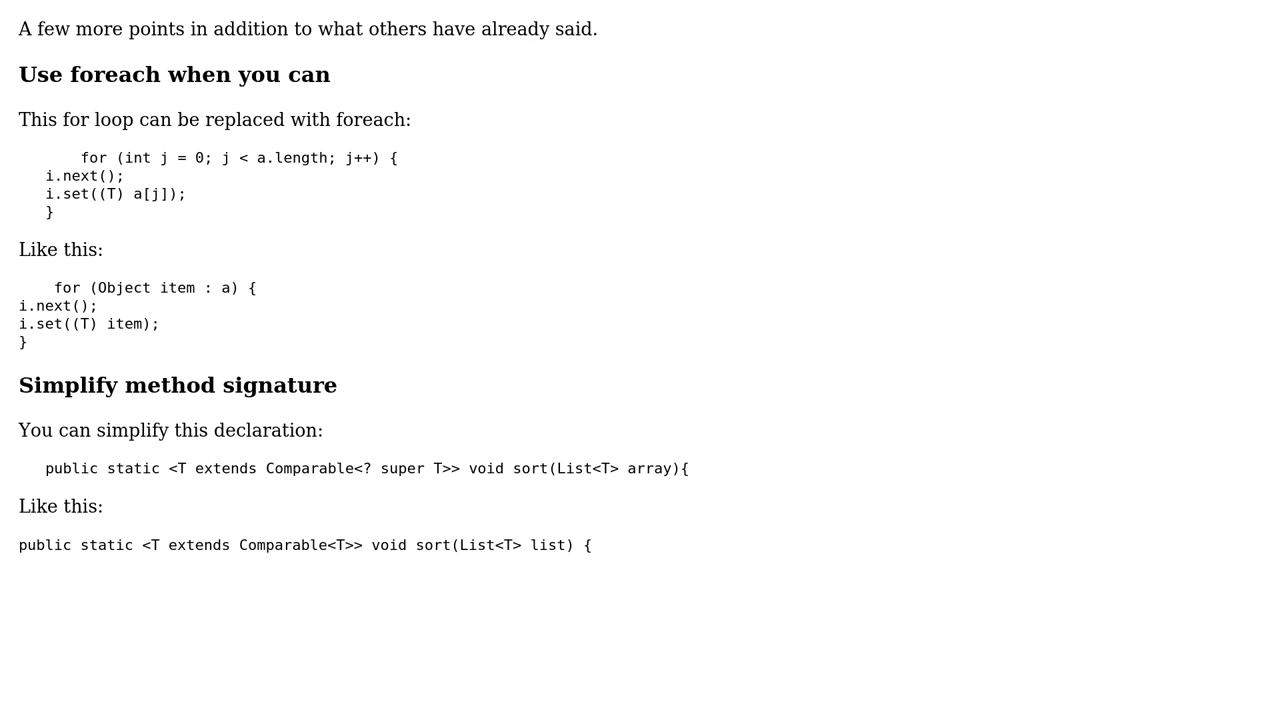 A few more points in addition to what others have already said.
Use foreach when you can
This for loop can be replaced with foreach:
       for (int j = 0; j < a.length; j++) {
   i.next();
   i.set((T) a[j]);
   }
Like this:
    for (Object item : a) {
i.next();
i.set((T) item);
}
Simplify method signature
You can simplify this declaration:
   public static <T extends Comparable<? super T>> void sort(List<T> array){
Like this:
public static <T extends Comparable<T>> void sort(List<T> list) {